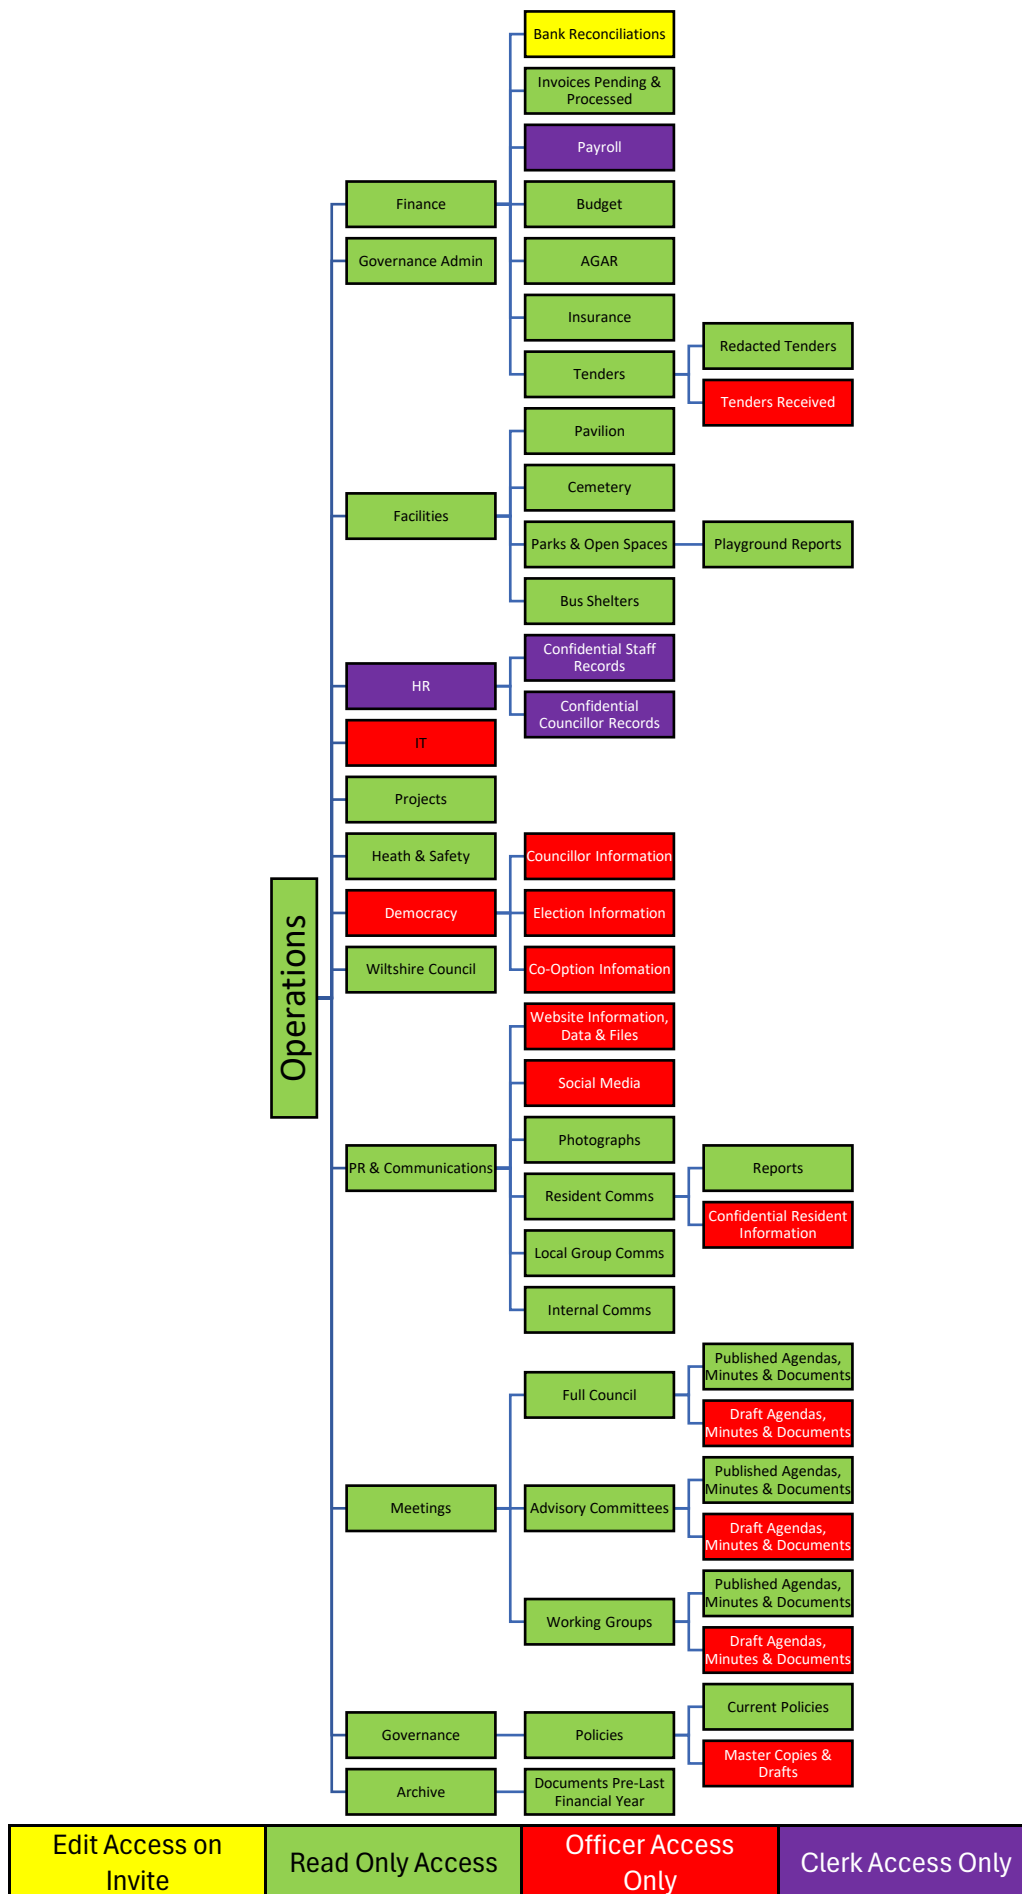 Bank Reconciliations
Invoices Pending &
Processed
Payroll
Finance
Budget
Governance Admin
AGAR
Insurance
Redacted Tenders
Tenders
Tenders Received
Pavilion
Cemetery
Facilities
Parks & Open Spaces
Playground Reports
Bus Shelters
Confidential Staff
Records
HR
Confidential
Councillor Records
IT
Projects
Heath & Safety
Councillor Information
Democracy
Election Information
Operations
Wiltshire Council
Co-Option Infomation
Website Information,
Data & Files
Social Media
Photographs
PR & Communications
Reports
Resident Comms
Confidential Resident
Information
Local Group Comms
Internal Comms
Published Agendas,
Minutes & Documents
Full Council
Draft Agendas,
Minutes & Documents
Published Agendas,
Minutes & Documents
Meetings
Advisory Committees
Draft Agendas,
Minutes & Documents
Published Agendas,
Minutes & Documents
Working Groups
Draft Agendas,
Minutes & Documents
Current Policies
Governance
Policies
Master Copies &
Drafts
Archive
Documents Pre-Last
Financial Year
Edit Access on
Invite
Read Only Access
Officer Access
Only
Clerk Access Only